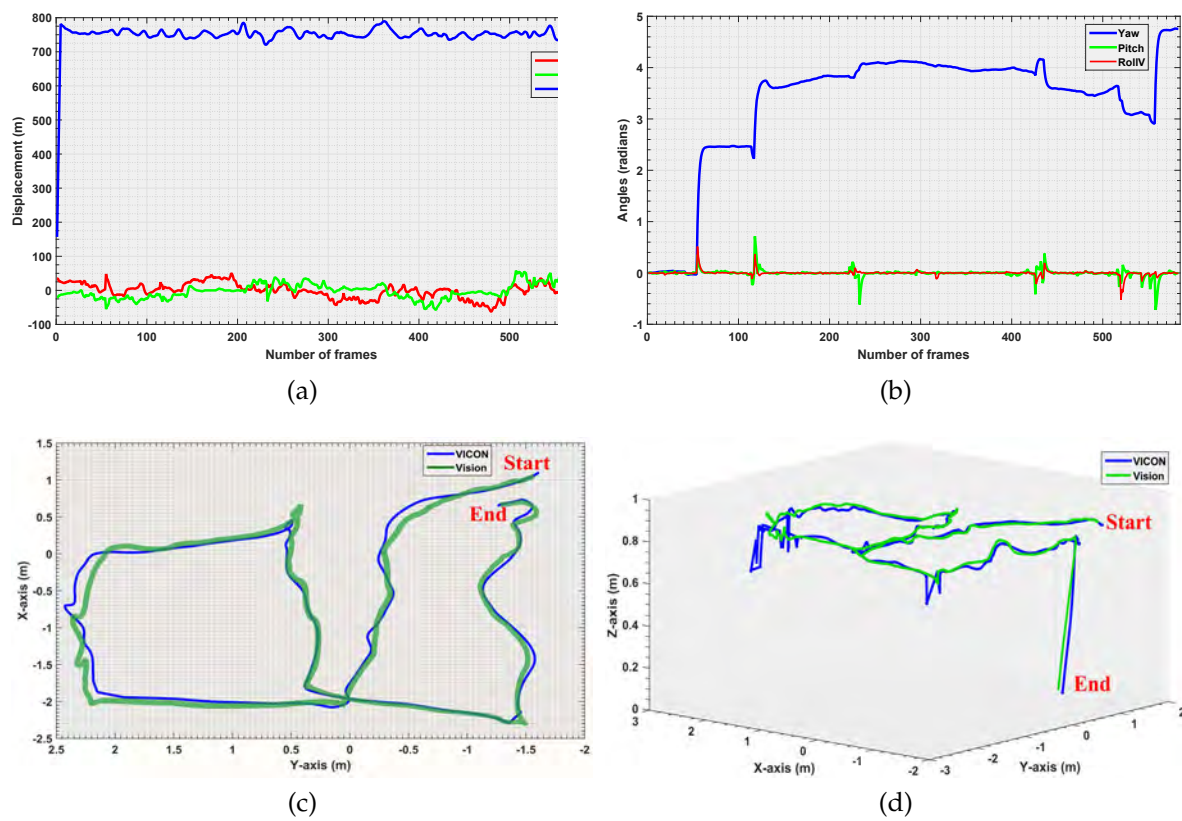 800
700
600
500
400
300
200
100
0
-100
Displacement (m)
0
100
200
300
400
500
Number of frames
(a)
5
4
3
2
1
0
-1
Angles (radians)
Yaw
Pitch
RollV
0
100
200
300
400
500
Number of frames
(b)
1.5
1
0.5
0
-0.5
-1
-1.5
-2
-2.5
X-axis (m)
VICON
Vision
Start
End
2.5
2
1.5
1
0.5
0
-0.5
-1
-1.5
-2
Y-axis (m)
(c)
VICON
Vision
1
0.8
0.6
0.4
0.2
0
Z-axis (m)
Start
End
3
2
1
0
-1
-2
X-axis (m)
-3
-2
-1
0
1
2
Y-axis (m)
(d)